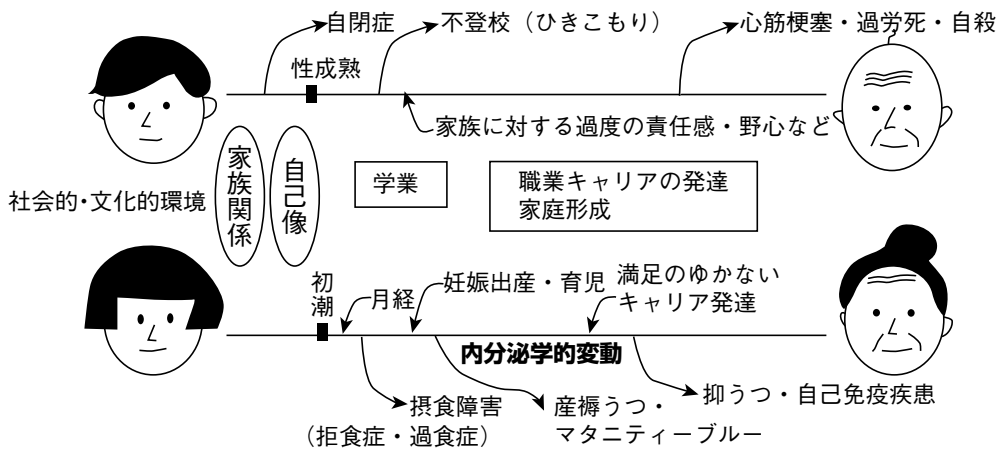 自閉症
不登校（ひきこもり）
心筋梗塞・過労死・自殺
性成熟
家族に対する過度の責任感・野心など
社会的・文化的環境
家族関係
自己像
学業
職業キャリアの発達
家庭形成
初潮
月経
妊娠出産・育児
満足のゆかない
キャリア発達
内分泌学的変動
摂食障害
（拒食症・過食症）
産褥うつ・
マタニティーブルー
抑うつ・自己免疫疾患